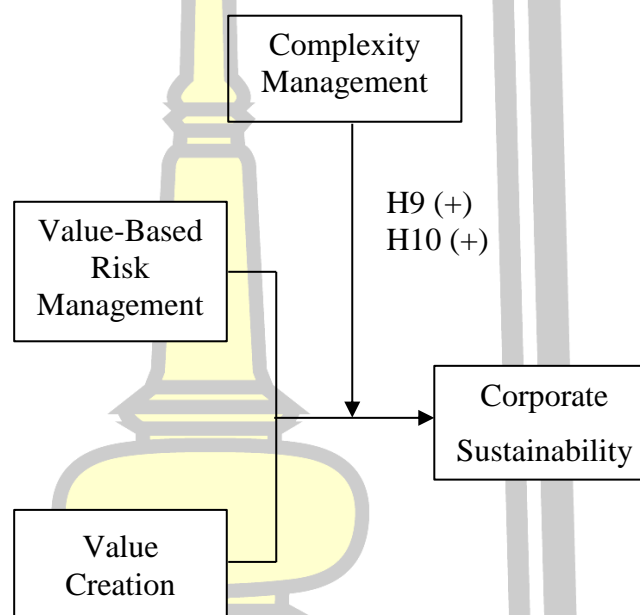 Complexity
Management
H9 (+)
H10 (+)
Value-Based
Risk
Management
Corporate
Sustainability
Value
Creation